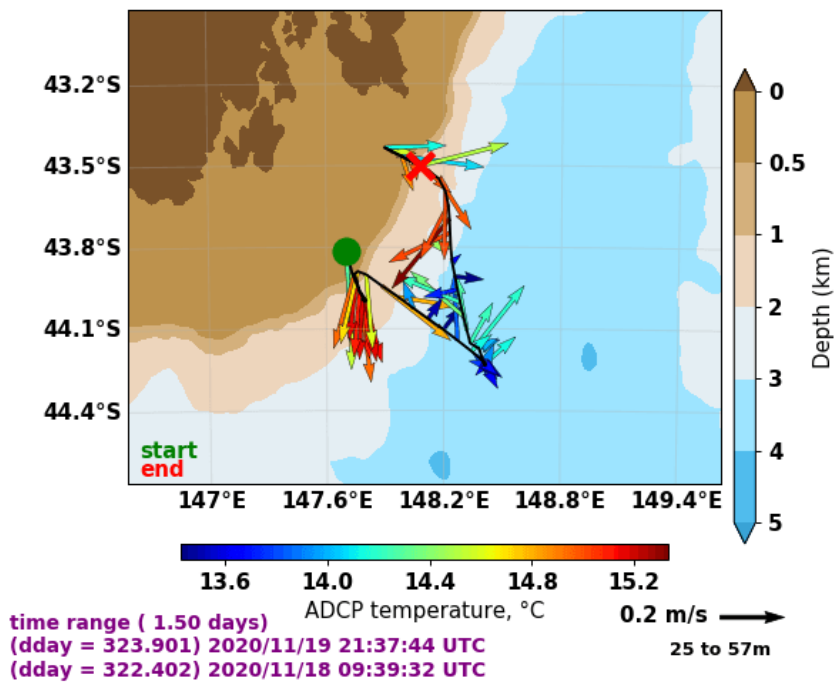 43.2°S
43.5°S
43.8°S
44.1°S
44.4°S
start
end
147°E 147.6°E 148.2°E 148.8°E 149.4°E
0
0.5
1
2
3
4
5
Depth (km)
13.6 14.0 14.4 14.8 15.2
ADCP temperature, °C
0.2 m/s
25 to 57m
time range ( 1.50 days)
(dday = 323.901) 2020/11/19 21:37:44 UTC
(dday = 322.402) 2020/11/18 09:39:32 UTC